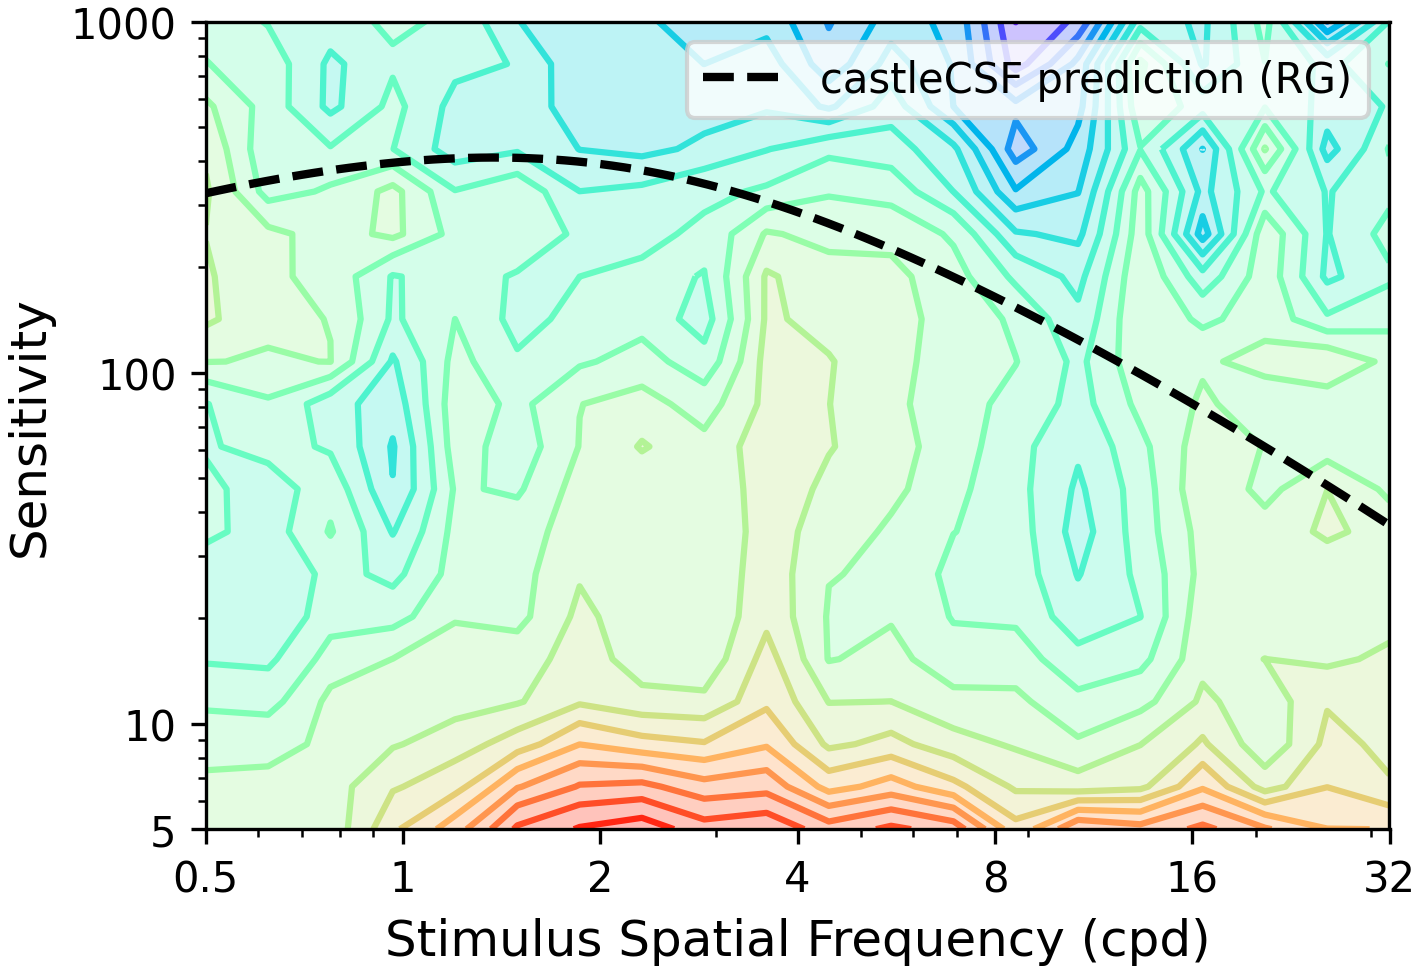 1000
castleCSF prediction (RG)
100
10
5
Sensitivity
0.5 1 2 4 8 16 32
Stimulus Spatial Frequency (cpd)